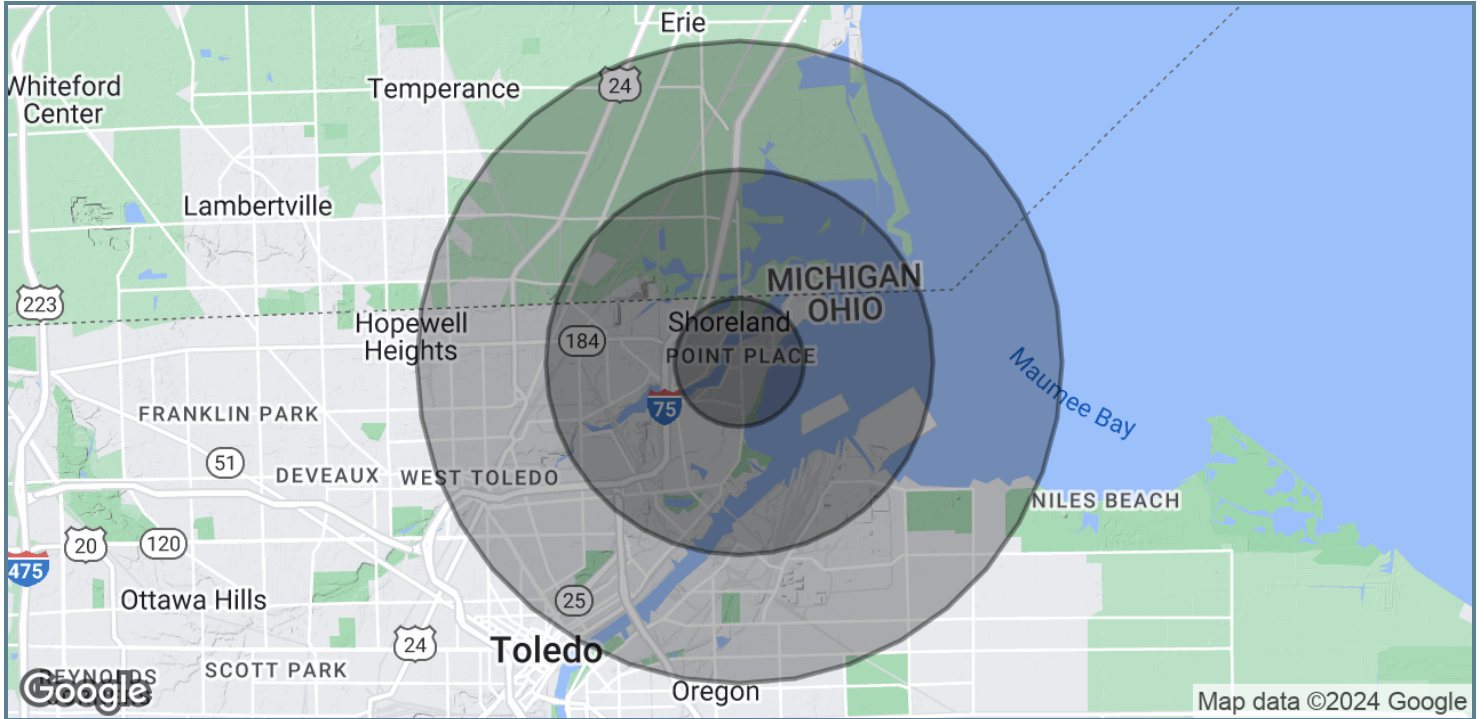 Erie
Whiteford
Center
Temperance
24
Lambertville
MICHIGAN
OHIO
223
Hopewell
Heights
Shoreland
184
POINT PLACE
75
Maumee Bay
FRANKLIN PARK
51
DEVEAUX
WEST TOLEDO
NILES BEACH
20
120
475
Ottawa Hills
25
24
Toledo
SCOTT PARK
REYNOLDS
Google
Oregon
Map data ©2024 Google